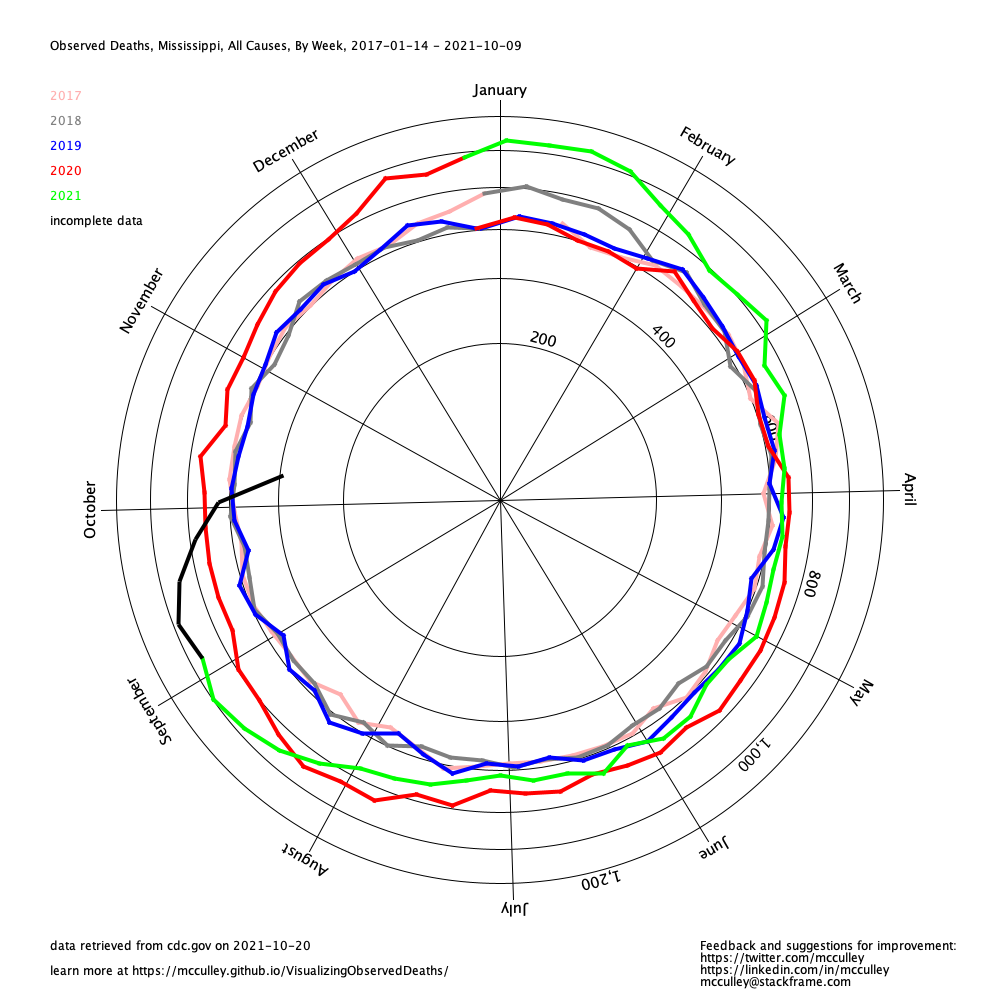 Observed Deaths, Mississippi, All Causes, By Week, 2017-01-14 - 2021-10-09
January
2017
2018
2019
2020
2021
incomplete data
December
February
November
March
200
400
October
April
800
September
May
1,000
August
June
1,200
July
data retrieved from cdc.gov on 2021-10-20
learn more at https://mcculley.github.io/VisualizingObservedDeaths/
Feedback and suggestions for improvement:
https://twitter.com/mcculley
https://linkedin.com/in/mcculley
mcculley@stackframe.com